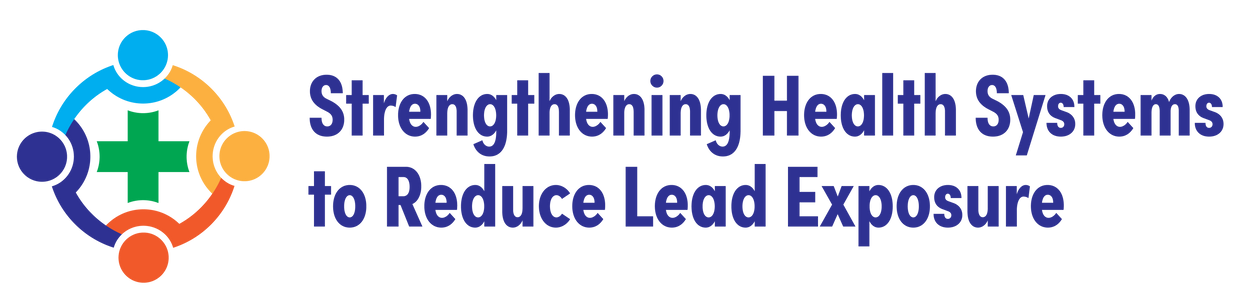 Strengthening Health Systems
to Reduce Lead Exposure